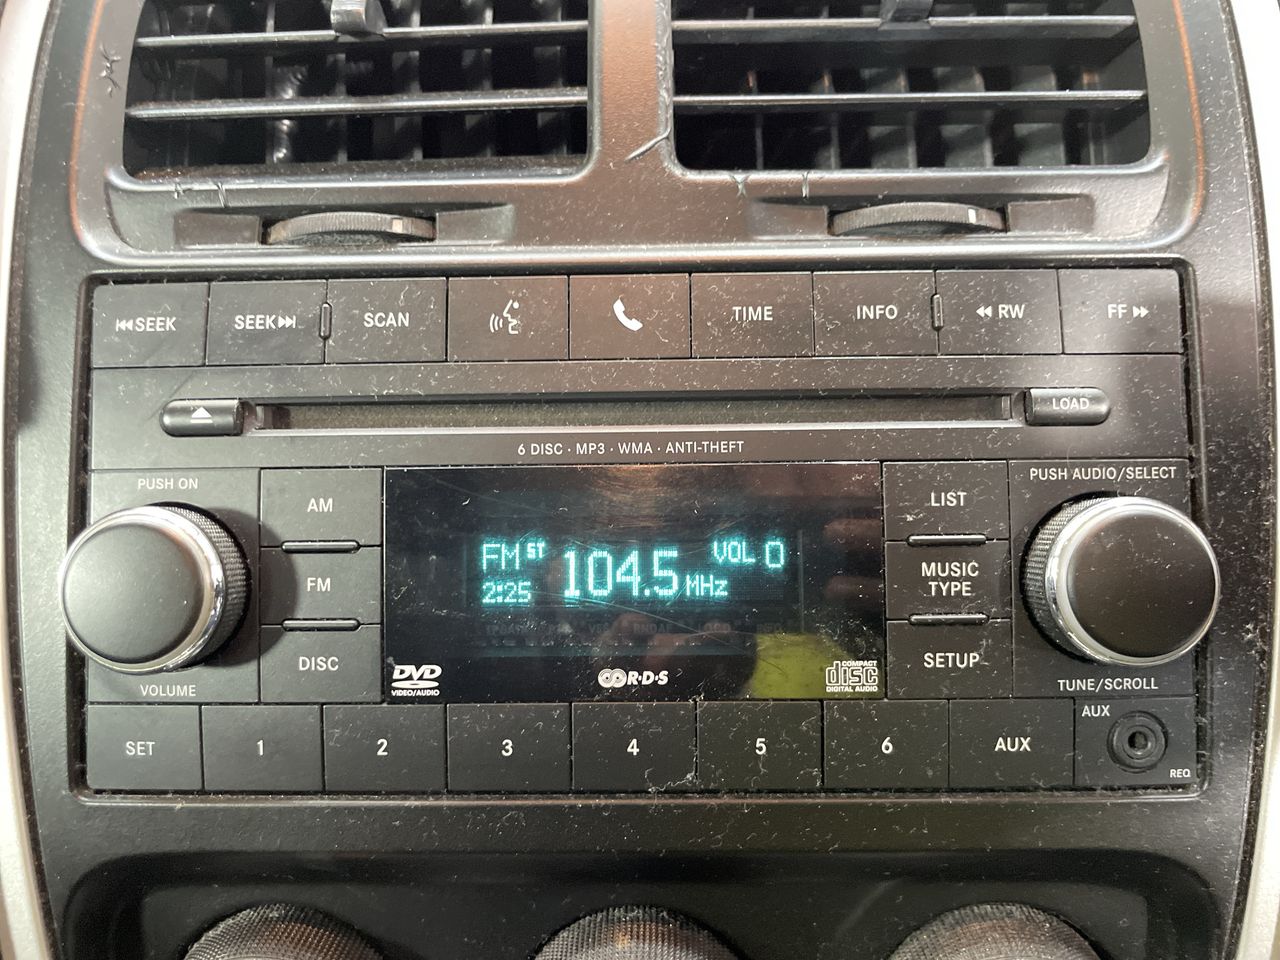 SEEK
SEEK
SCAN
TIME
INFO
RW
FF
LOAD
6 DISC · MP3 · WMA · ANTI-THEFT
PUSH ON
AM
FM
DISC
VOLUME
FM ST 104.5 MHz VOL 0
2:25
DVD
VIDEO/AUDIO
R·D·S
COMPACT
disc
DIGITAL AUDIO
LIST
MUSIC
TYPE
SETUP
PUSH AUDIO/SELECT
TUNE/SCROLL
SET
1
2
3
4
5
6
AUX
AUX
REQ